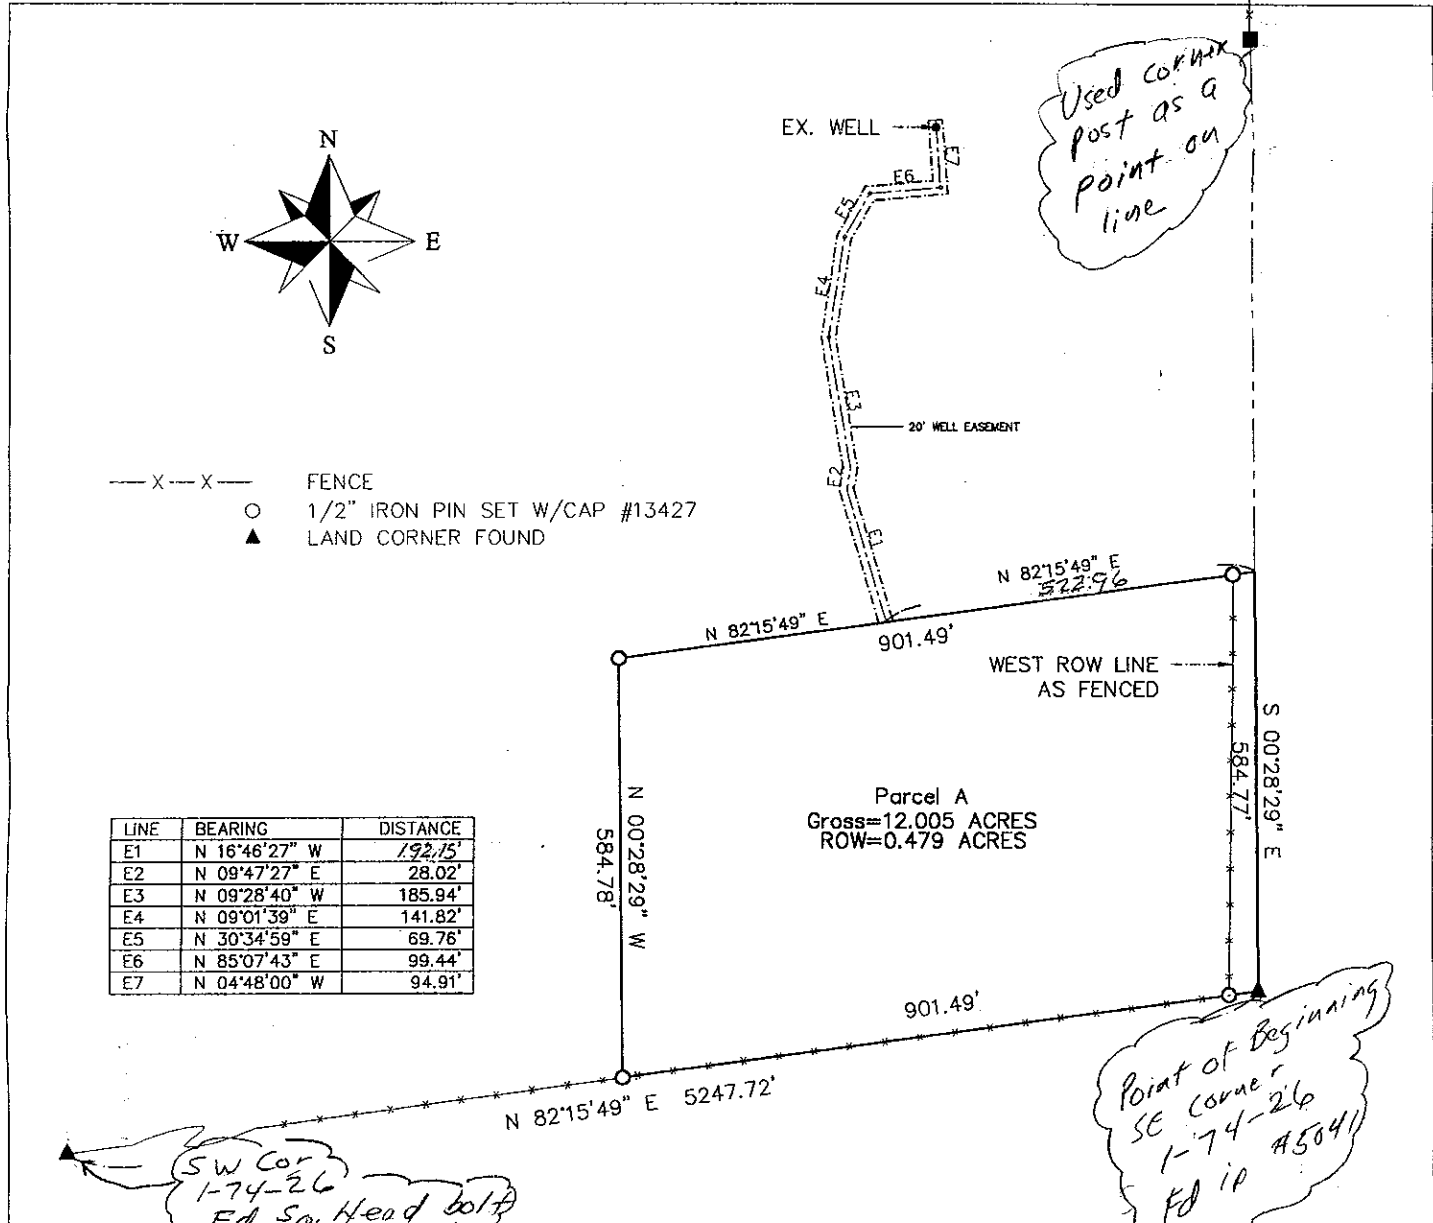 Used corner
post as a
point on
line
EX. WELL
E7
E6
E5
E4
E3
E2
E1
20' WELL EASEMENT
N
W
E
S
—X—X— FENCE
1/2" IRON PIN SET W/CAP #13427
LAND CORNER FOUND
N 82°15'49" E
522.96
N 82°15'49" E
901.49'
WEST ROW LINE
AS FENCED
S 00°28'29" E
584.77'
Parcel A
Gross=12.005 ACRES
ROW=0.479 ACRES
N 00°28'29" W
584.78'
LINE BEARING DISTANCE
E1 N 16°46'27" W 192.15'
E2 N 09°47'27" E 28.02'
E3 N 09°28'40" W 185.94'
E4 N 09°01'39" E 141.82'
E5 N 30°34'59" E 69.76'
E6 N 85°07'43" E 99.44'
E7 N 04°48'00" W 94.91'
901.49'
N 82°15'49" E 5247.72'
Point of Beginning
SE corner
1-74-26
Fd ip #5041
SW Cor
1-74-26
Fd Sq. Head bolt